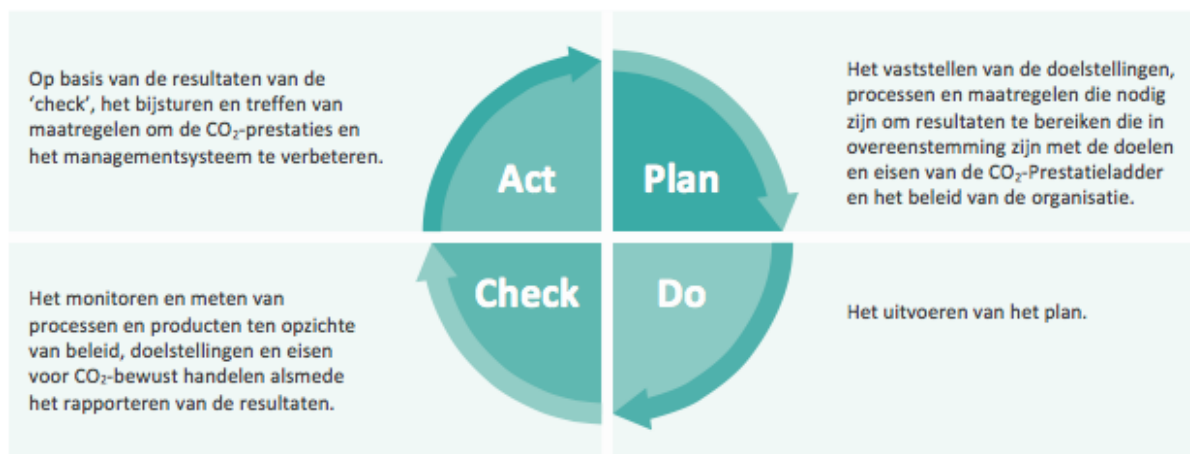 Op basis van de resultaten van de
‘check’, het bijsturen en treffen van
maatregelen om de CO₂-prestaties en
het managementsysteem te verbeteren.
Act
Plan
Het vaststellen van de doelstellingen,
processen en maatregelen die nodig
zijn om resultaten te bereiken die in
overeenstemming zijn met de doelen
en eisen van de CO₂-Prestatieladder
en het beleid van de organisatie.
Het monitoren en meten van
processen en producten ten opzichte
van beleid, doelstellingen en eisen
voor CO₂-bewust handelen alsmede
het rapporteren van de resultaten.
Check
Do
Het uitvoeren van het plan.